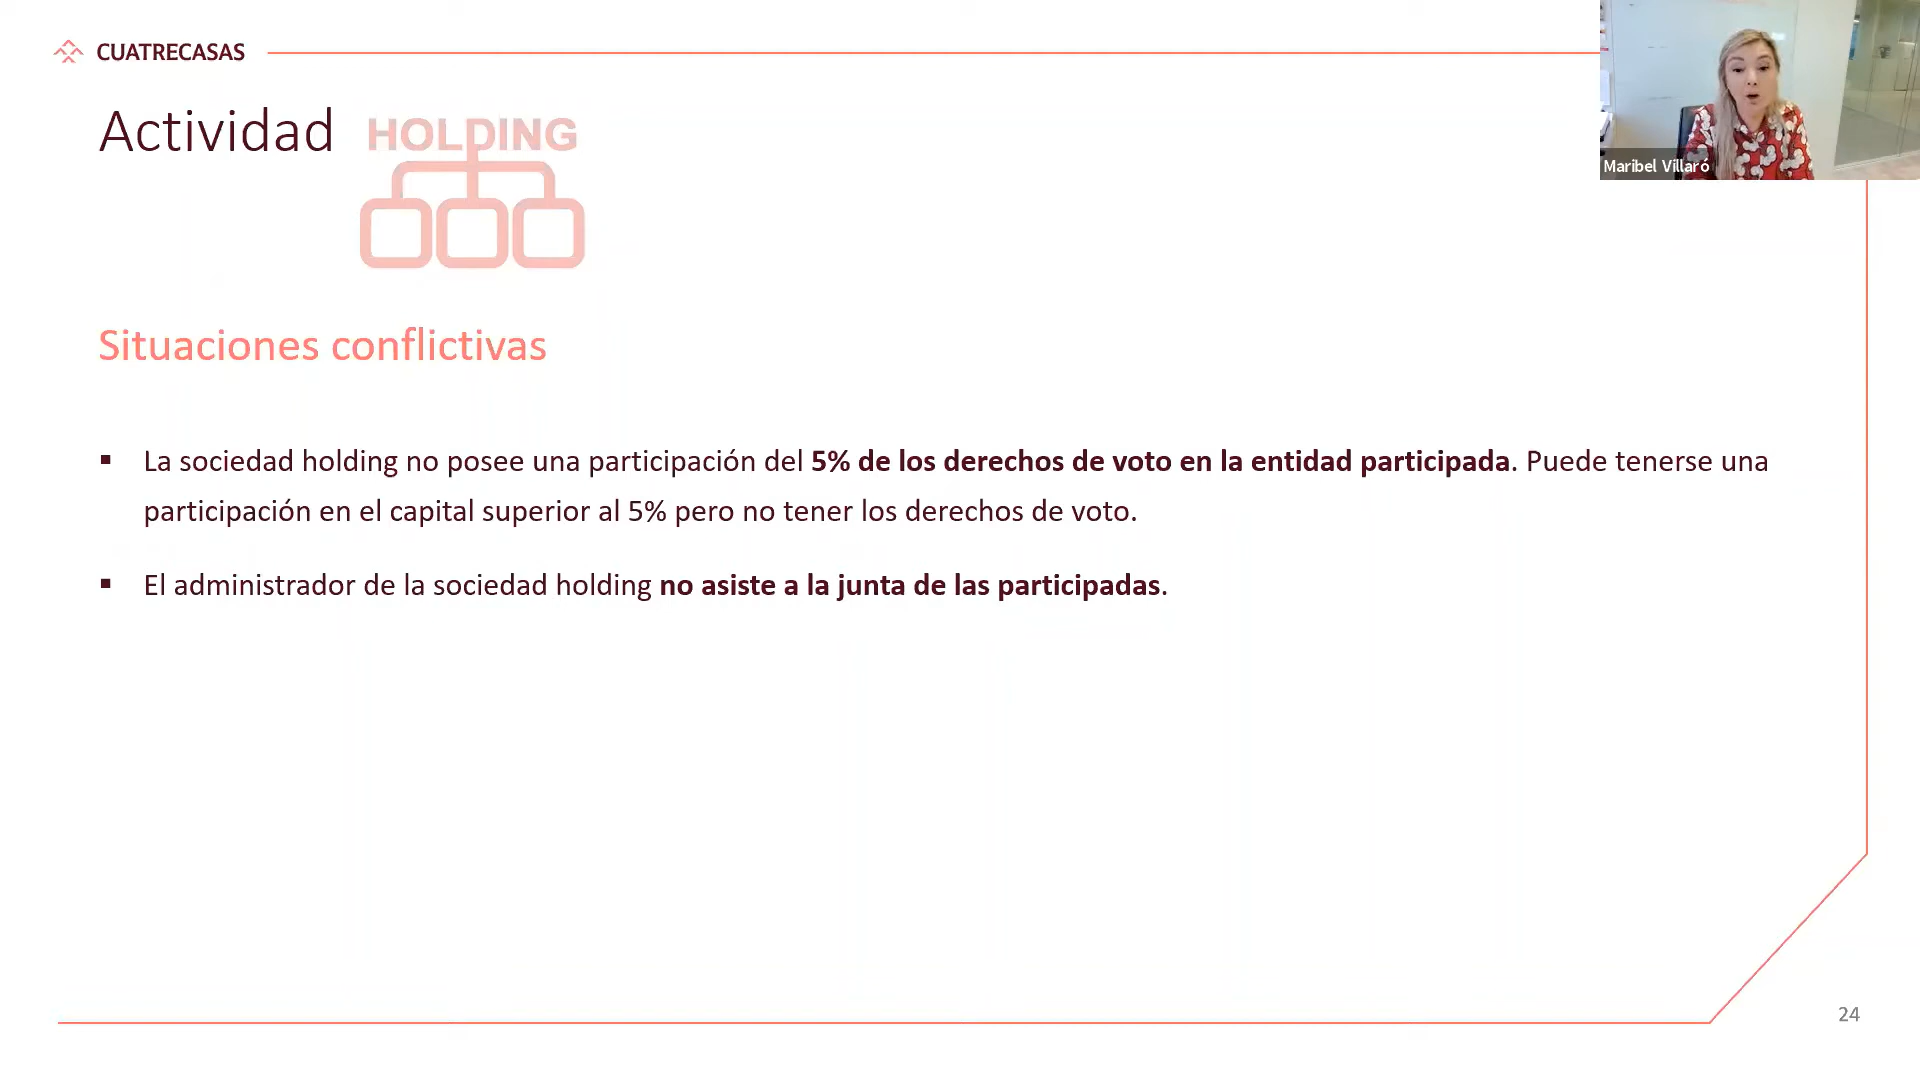 CUATRECASAS
Actividad
HOLDING
Maribel Villaró
Situaciones conflictivas
▪ La sociedad holding no posee una participación del 5% de los derechos de voto en la entidad participada. Puede tenerse una
participación en el capital superior al 5% pero no tener los derechos de voto.
▪ El administrador de la sociedad holding no asiste a la junta de las participadas.
24